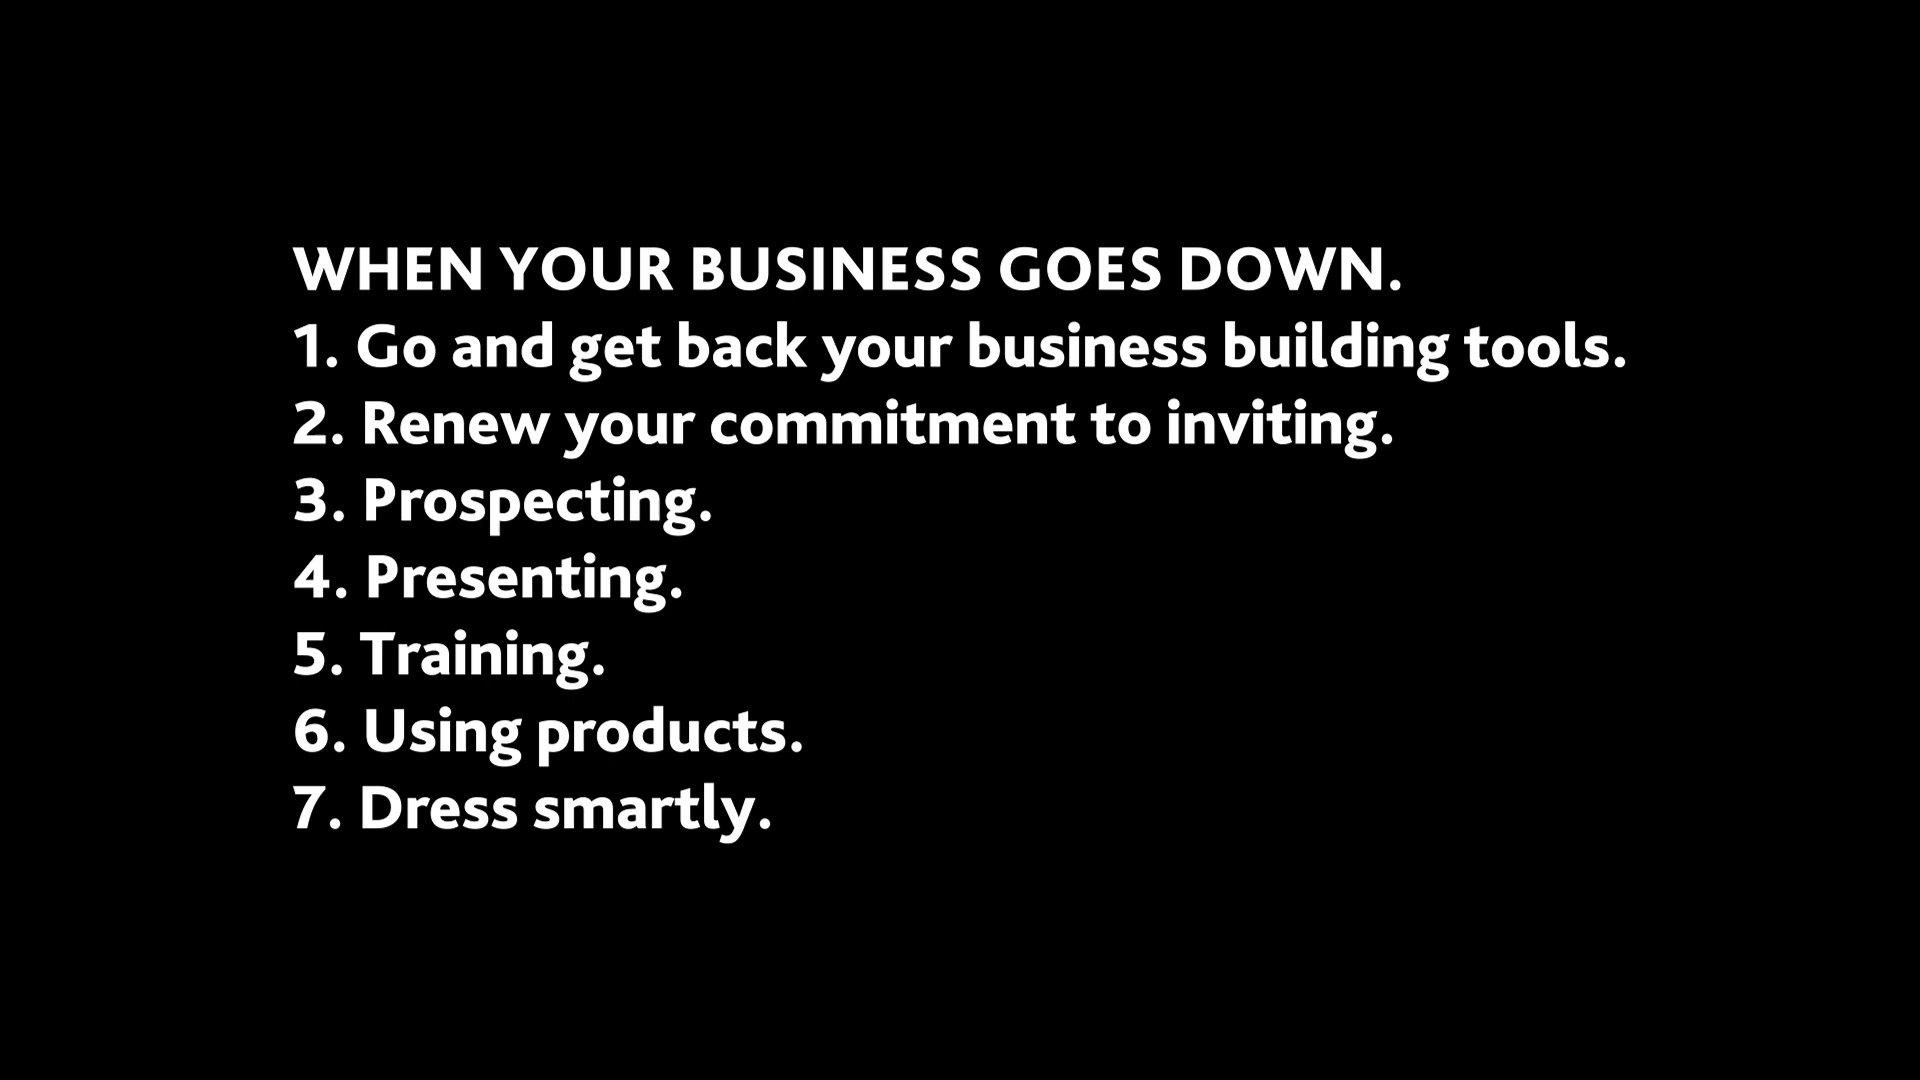 WHEN YOUR BUSINESS GOES DOWN.
1. Go and get back your business building tools.
2. Renew your commitment to inviting.
3. Prospecting.
4. Presenting.
5. Training.
6. Using products.
7. Dress smartly.